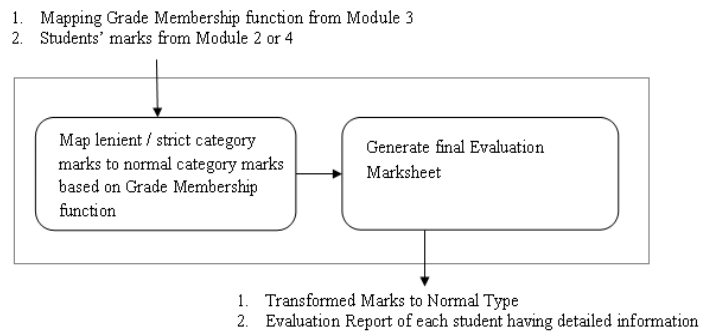 1. Mapping Grade Membership function from Module 3
2. Students' marks from Module 2 or 4
Map lenient / strict category
marks to normal category marks
based on Grade Membership
function
Generate final Evaluation
Marksheet
1. Transformed Marks to Normal Type
2. Evaluation Report of each student having detailed information